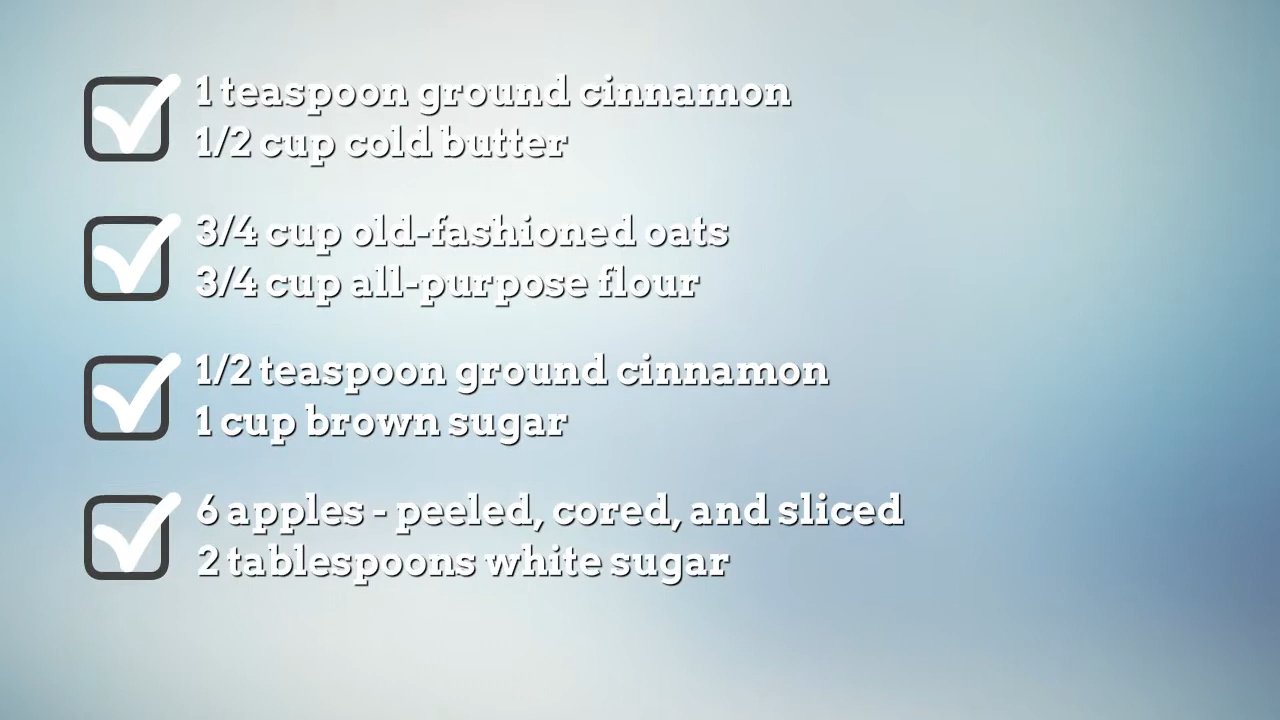 1 teaspoon ground cinnamon
1/2 cup cold butter
3/4 cup old-fashioned oats
3/4 cup all-purpose flour
1/2 teaspoon ground cinnamon
1 cup brown sugar
6 apples - peeled, cored, and sliced
2 tablespoons white sugar